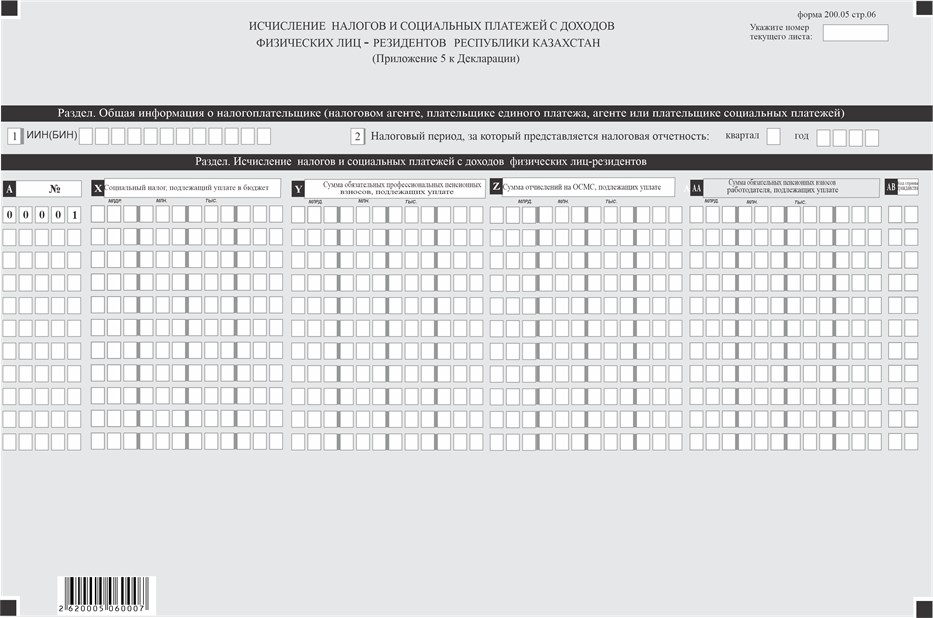 форма 200.05 стр.06
ИСЧИСЛЕНИЕ НАЛОГОВ И СОЦИАЛЬНЫХ ПЛАТЕЖЕЙ С ДОХОДОВ
ФИЗИЧЕСКИХ ЛИЦ - РЕЗИДЕНТОВ РЕСПУБЛИКИ КАЗАХСТАН
(Приложение 5 к Декларации)
Укажите номер
текущего листа:
Раздел. Общая информация о налогоплательщике (налоговом агенте, плательщике единого платежа, агенте или плательщике социальных платежей)
1 ИИН(БИН) 2 Налоговый период, за который представляется налоговая отчетность: квартал год
Раздел. Исчисление налогов и социальных платежей с доходов физических лиц-резидентов
A №
X Социальный налог, подлежащий уплате в бюджет
Y Сумма обязательных профессиональных пенсионных
взносов, подлежащих уплате
Z Сумма отчислений на ОСМС, подлежащих уплате
AA Сумма обязательных пенсионных взносов
работодателя, подлежащих уплате
AB
МЛРД. МЛН. ТЫС. МЛРД. МЛН. ТЫС. МЛРД. МЛН. ТЫС. МЛРД. МЛН. ТЫС.
0 0 0 0 1
2 620005 060007